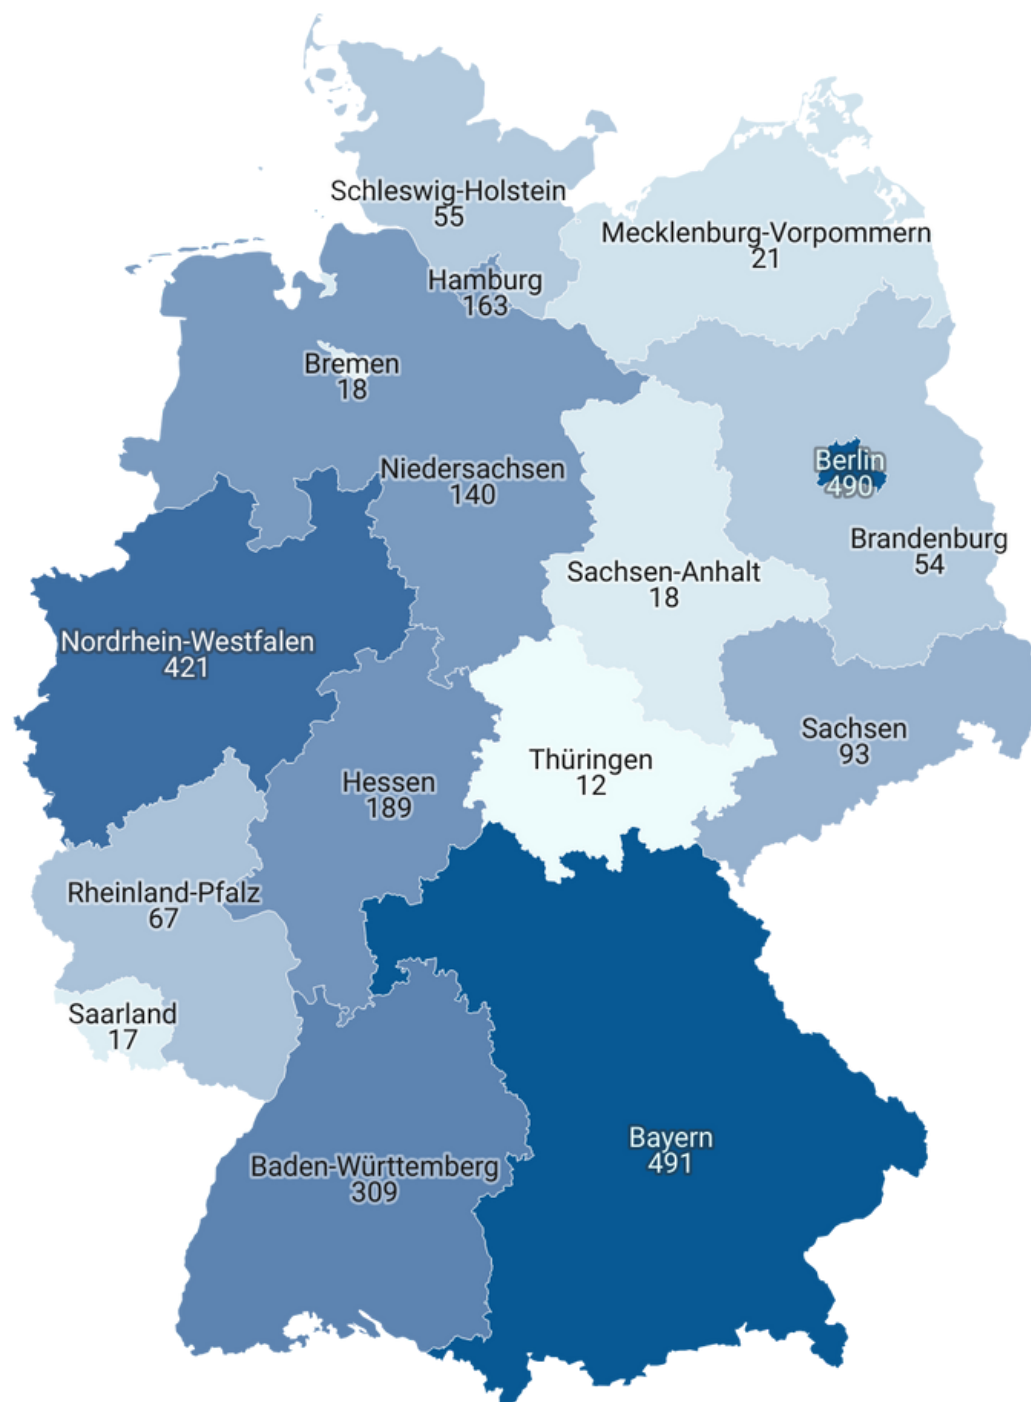 Schleswig-Holstein
55
Mecklenburg-Vorpommern
21
Hamburg
163
Bremen
18
Niedersachsen
140
Berlin
490
Brandenburg
54
Sachsen-Anhalt
18
Nordrhein-Westfalen
421
Sachsen
93
Thüringen
12
Hessen
189
Rheinland-Pfalz
67
Saarland
17
Bayern
491
Baden-Württemberg
309